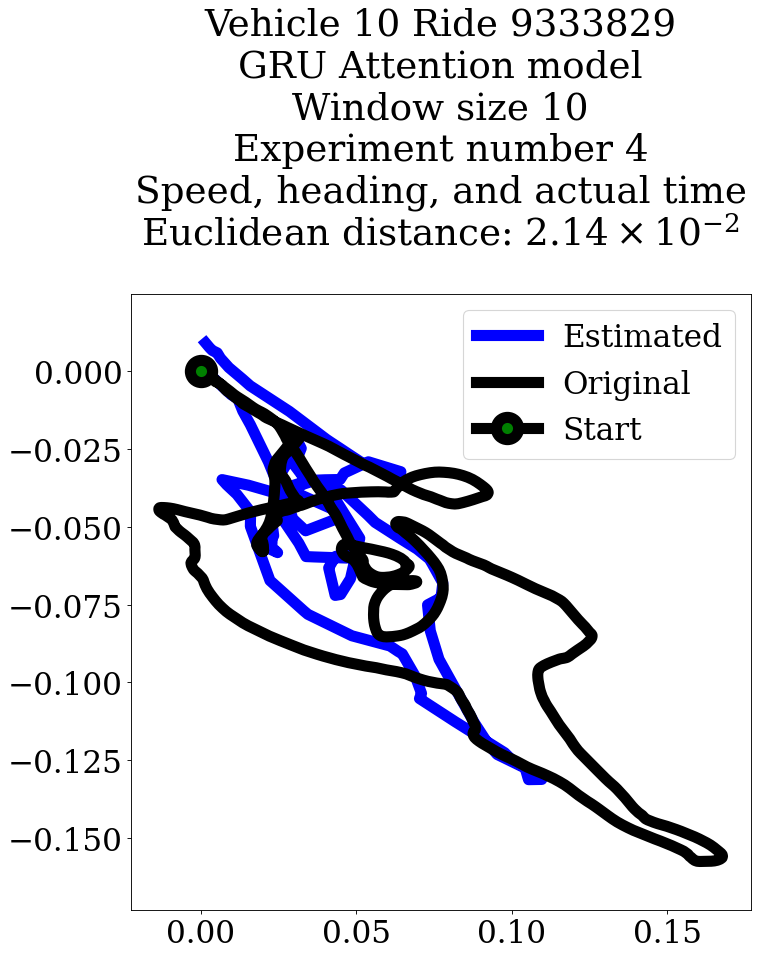 Vehicle 10 Ride 9333829
GRU Attention model
Window size 10
Experiment number 4
Speed, heading, and actual time
Euclidean distance: 2.14 × 10⁻²
Estimated
Original
Start
0.000
−0.025
−0.050
−0.075
−0.100
−0.125
−0.150
0.00 0.05 0.10 0.15